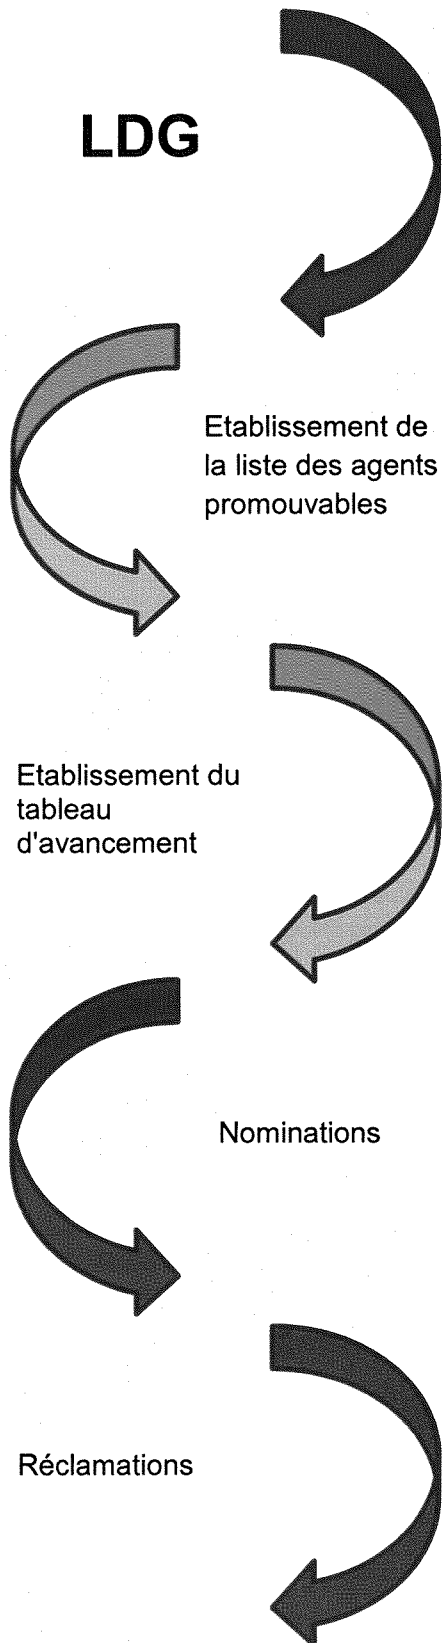 LDG
Etablissement de
la liste des agents
promouvables
Etablissement du
tableau
d'avancement
Nominations
Réclamations